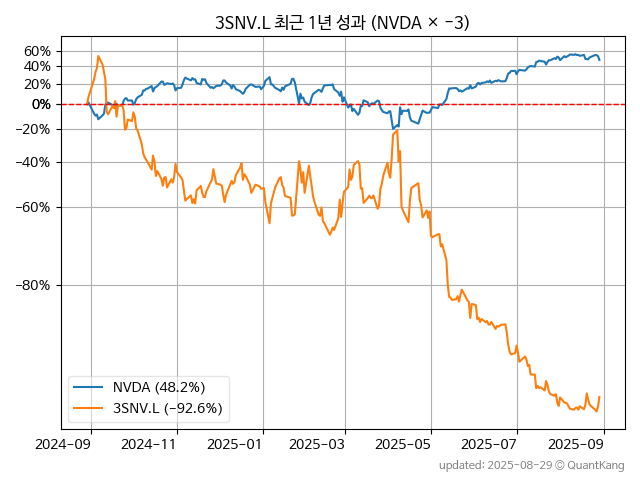 3SNV.L 최근 1년 성과 (NVDA × −3)
60%
40%
20%
0%
−20%
−40%
−60%
−80%
NVDA (48.2%)
3SNV.L (−92.6%)
2024-09 2024-11 2025-01 2025-03 2025-05 2025-07 2025-09
updated: 2025-08-29 © QuantKang